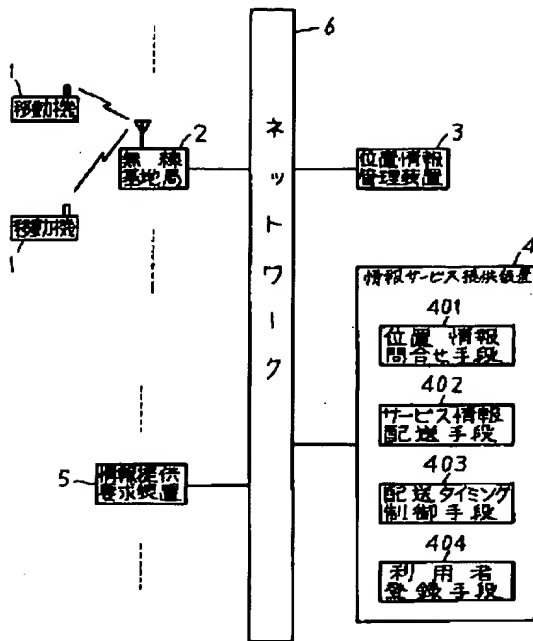 6
1
移動機
2
無線
基地局
3
位置情報
管理装置
移動機
1
ネットワーク
4
情報サービス提供装置
401
位置情報
問合せ手段
402
サービス情報
配送手段
403
配送タイミング
制御手段
404
利用者
登録手段
5
情報提供
要求装置